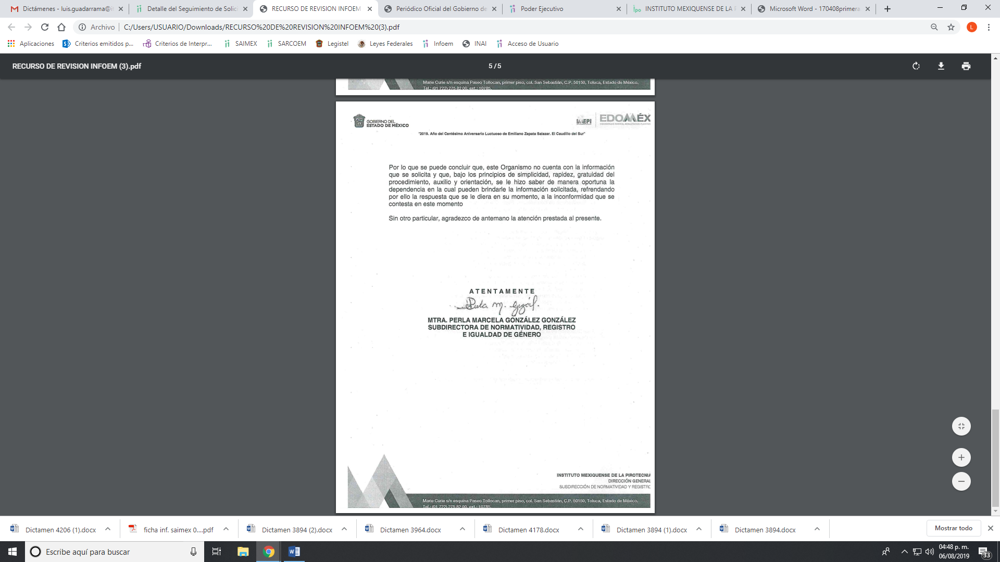 Dictámenes - luis.guadarrama@i
Detalle del Seguimiento de Solici
RECURSO DE REVISION INFOEM
Periódico Oficial del Gobierno de
Poder Ejecutivo
INSTITUTO MEXIQUENSE DE LA P
Microsoft Word - 170408primera
Archivo
C:/Users/USUARIO/Downloads/RECURSO%20DE%20REVISION%20INFOEM%20(3).pdf
L
Aplicaciones
Criterios emitidos p...
Criterios de Interpr...
SAIMEX
SARCOEM
Legistel
Leyes Federales
Infoem
INAI
Acceso de Usuario
RECURSO DE REVISION INFOEM (3).pdf
5 / 5
Marie Curie s/n esquina Paseo Tollocan, primer piso, col. San Sebastián, C.P. 50150, Toluca, Estado de México.
Tel.: (01 722) 275 82 00, ext.: 10785.
GOBIERNO DEL
ESTADO DE MÉXICO
IMEPI
EDOMÉX
"2019. Año del Centésimo Aniversario Luctuoso de Emiliano Zapata Salazar. El Caudillo del Sur"
Por lo que se puede concluir que, este Organismo no cuenta con la información
que se solicita y que, bajo los principios de simplicidad, rapidez, gratuidad del
procedimiento, auxilio y orientación, se le hizo saber de manera oportuna la
dependencia en la cual pueden brindarle la información solicitada, refrendando
por ello la respuesta que se le diera en su momento, a la inconformidad que se
contesta en este momento
Sin otro particular, agradezco de antemano la atención prestada al presente.
A T E N T A M E N T E
MTRA. PERLA MARCELA GONZÁLEZ GONZÁLEZ
SUBDIRECTORA DE NORMATIVIDAD, REGISTRO
E IGUALDAD DE GÉNERO
INSTITUTO MEXIQUENSE DE LA PIROTECNIA
DIRECCIÓN GENERAL
SUBDIRECCIÓN DE NORMATIVIDAD Y REGISTRO
Marie Curie s/n esquina Paseo Tollocan, primer piso, col. San Sebastián, C.P. 50150, Toluca, Estado de México.
Tel.: (01 722) 275 82 00, ext.: 10785.
Dictamen 4206 (1).docx
ficha inf. saimex 0....pdf
Dictamen 3894 (2).docx
Dictamen 3964.docx
Dictamen 4178.docx
Dictamen 3894 (1).docx
Dictamen 3894.docx
Mostrar todo
Escribe aquí para buscar
04:48 p. m.
06/08/2019
33